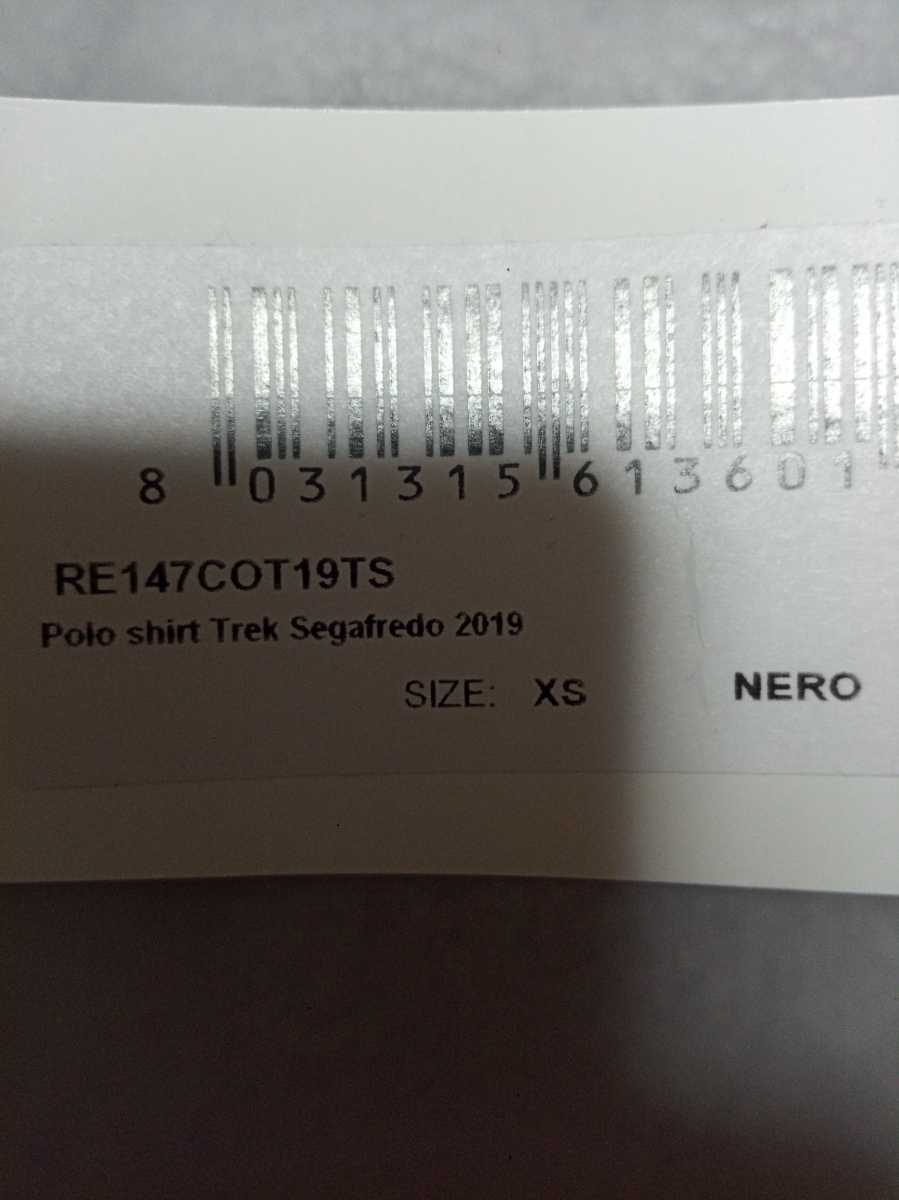 8 031315 613601
RE147COT19TS
Polo shirt Trek Segafredo 2019
SIZE: XS NERO